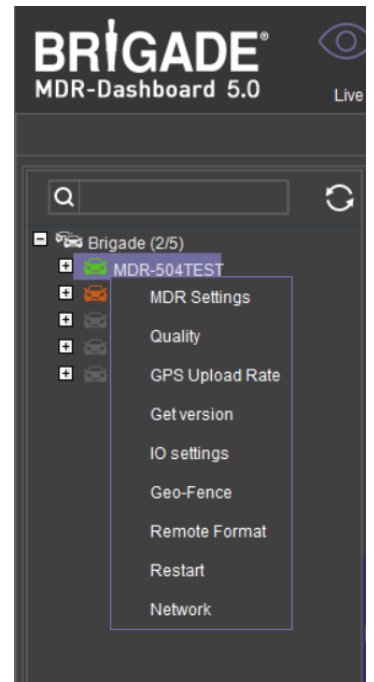 BRIGADE®
MDR-Dashboard 5.0
Live
Brigade (2/5)
MDR-504TEST
MDR Settings
Quality
GPS Upload Rate
Get version
IO settings
Geo-Fence
Remote Format
Restart
Network